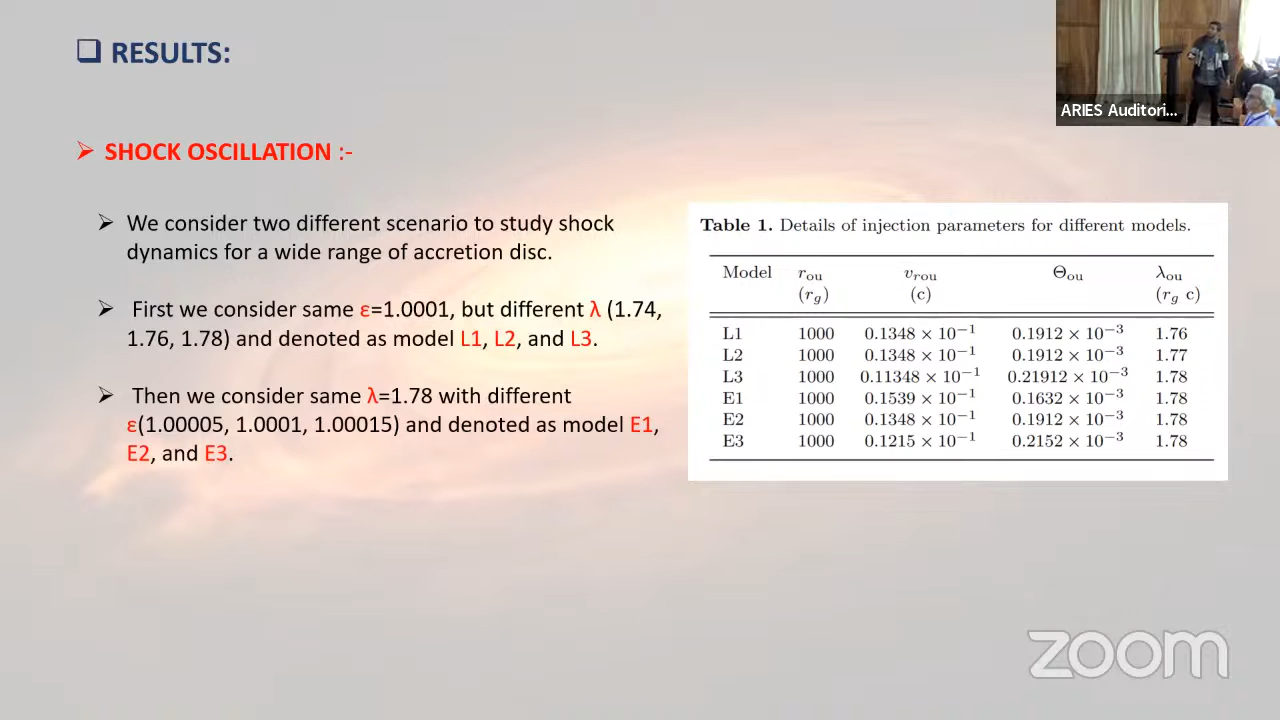 ❑ RESULTS:
ARIES Auditori...
➢ SHOCK OSCILLATION :-
➢ We consider two different scenario to study shock
dynamics for a wide range of accretion disc.
➢ First we consider same ε=1.0001, but different λ (1.74,
1.76, 1.78) and denoted as model L1, L2, and L3.
➢ Then we consider same λ=1.78 with different
ε(1.00005, 1.0001, 1.00015) and denoted as model E1,
E2, and E3.
Table 1. Details of injection parameters for different models.
Model r_ou v_rou Θ_ou λ_ou
(r_g) (c) (r_g c)
L1 1000 0.1348 × 10⁻¹ 0.1912 × 10⁻³ 1.76
L2 1000 0.1348 × 10⁻¹ 0.1912 × 10⁻³ 1.77
L3 1000 0.11348 × 10⁻¹ 0.21912 × 10⁻³ 1.78
E1 1000 0.1539 × 10⁻¹ 0.1632 × 10⁻³ 1.78
E2 1000 0.1348 × 10⁻¹ 0.1912 × 10⁻³ 1.78
E3 1000 0.1215 × 10⁻¹ 0.2152 × 10⁻³ 1.78
zoom